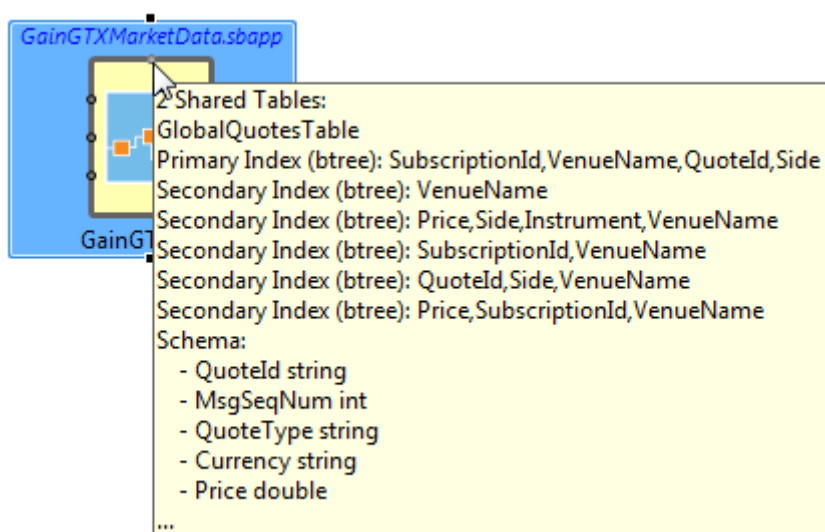 GainGTXMarketData.sbapp
2 Shared Tables:
GlobalQuotesTable
Primary Index (btree): SubscriptionId,VenueName,QuoteId,Side
Secondary Index (btree): VenueName
Secondary Index (btree): Price,Side,Instrument,VenueName
Secondary Index (btree): SubscriptionId,VenueName
GainGT
Secondary Index (btree): QuoteId,Side,VenueName
Secondary Index (btree): Price,SubscriptionId,VenueName
Schema:
- QuoteId string
- MsgSeqNum int
- QuoteType string
- Currency string
- Price double
...